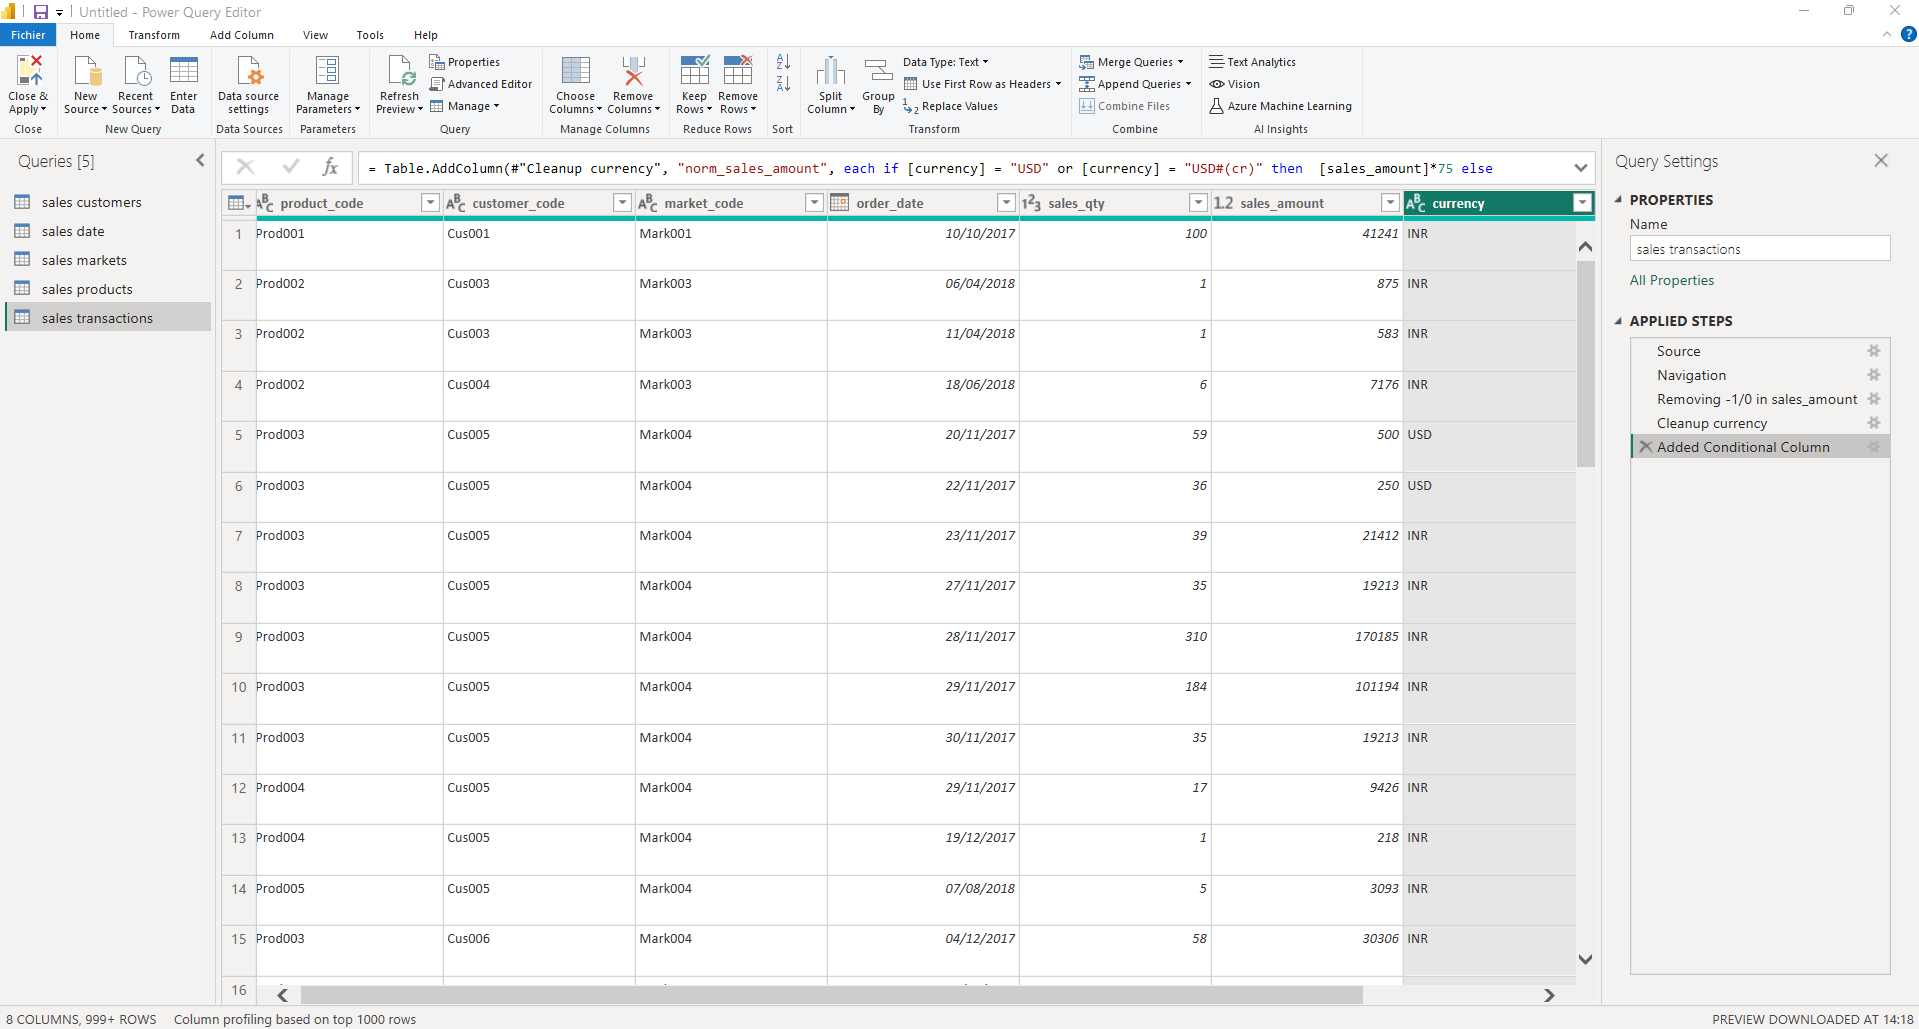 Untitled - Power Query Editor
Fichier Home Transform Add Column View Tools Help
Close & Apply
Close
New Source
Recent Sources
Enter Data
New Query
Data source settings
Data Sources
Manage Parameters
Parameters
Refresh Preview
Properties
Advanced Editor
Manage
Query
Choose Columns
Remove Columns
Manage Columns
Keep Rows
Remove Rows
Reduce Rows
Sort
Split Column
Group By
Data Type: Text
Use First Row as Headers
Replace Values
Transform
Merge Queries
Append Queries
Combine Files
Combine
Text Analytics
Vision
Azure Machine Learning
AI Insights
Queries [5]
sales customers
sales date
sales markets
sales products
sales transactions
= Table.AddColumn(#"Cleanup currency", "norm_sales_amount", each if [currency] = "USD" or [currency] = "USD#(cr)" then [sales_amount]*75 else
product_code customer_code market_code order_date sales_qty sales_amount currency
1 Prod001 Cus001 Mark001 10/10/2017 100 41241 INR
2 Prod002 Cus003 Mark003 06/04/2018 1 875 INR
3 Prod002 Cus003 Mark003 11/04/2018 1 583 INR
4 Prod002 Cus004 Mark003 18/06/2018 6 7176 INR
5 Prod003 Cus005 Mark004 20/11/2017 59 500 USD
6 Prod003 Cus005 Mark004 22/11/2017 36 250 USD
7 Prod003 Cus005 Mark004 23/11/2017 39 21412 INR
8 Prod003 Cus005 Mark004 27/11/2017 35 19213 INR
9 Prod003 Cus005 Mark004 28/11/2017 310 170185 INR
10 Prod003 Cus005 Mark004 29/11/2017 184 101194 INR
11 Prod003 Cus005 Mark004 30/11/2017 35 19213 INR
12 Prod004 Cus005 Mark004 29/11/2017 17 9426 INR
13 Prod004 Cus005 Mark004 19/12/2017 1 218 INR
14 Prod005 Cus005 Mark004 07/08/2018 5 3093 INR
15 Prod003 Cus006 Mark004 04/12/2017 58 30306 INR
16
Query Settings
PROPERTIES
Name
sales transactions
All Properties
APPLIED STEPS
Source
Navigation
Removing -1/0 in sales_amount
Cleanup currency
Added Conditional Column
8 COLUMNS, 999+ ROWS Column profiling based on top 1000 rows
PREVIEW DOWNLOADED AT 14:18